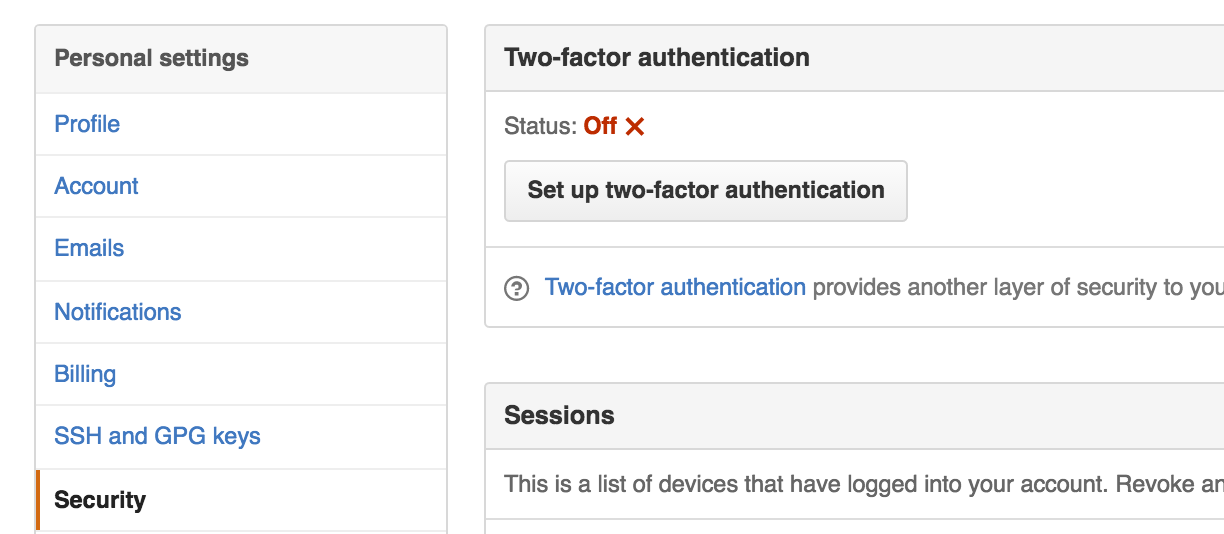 Personal settings
Profile
Account
Emails
Notifications
Billing
SSH and GPG keys
Security
Two-factor authentication
Status: Off
Set up two-factor authentication
Two-factor authentication provides another layer of security to you
Sessions
This is a list of devices that have logged into your account. Revoke an